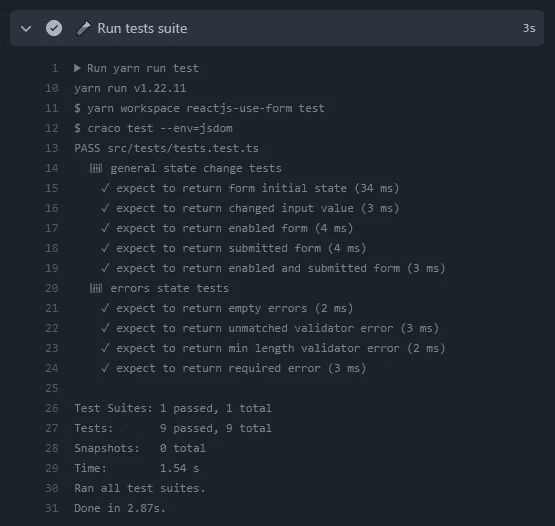 Run tests suite 3s
1 ▶ Run yarn run test
10 yarn run v1.22.11
11 $ yarn workspace reactjs-use-form test
12 $ craco test --env=jsdom
13 PASS src/tests/tests.test.ts
14 general state change tests
15 ✓ expect to return form initial state (34 ms)
16 ✓ expect to return changed input value (3 ms)
17 ✓ expect to return enabled form (4 ms)
18 ✓ expect to return submitted form (4 ms)
19 ✓ expect to return enabled and submitted form (3 ms)
20 errors state tests
21 ✓ expect to return empty errors (2 ms)
22 ✓ expect to return unmatched validator error (3 ms)
23 ✓ expect to return min length validator error (2 ms)
24 ✓ expect to return required error (3 ms)
25
26 Test Suites: 1 passed, 1 total
27 Tests: 9 passed, 9 total
28 Snapshots: 0 total
29 Time: 1.54 s
30 Ran all test suites.
31 Done in 2.87s.